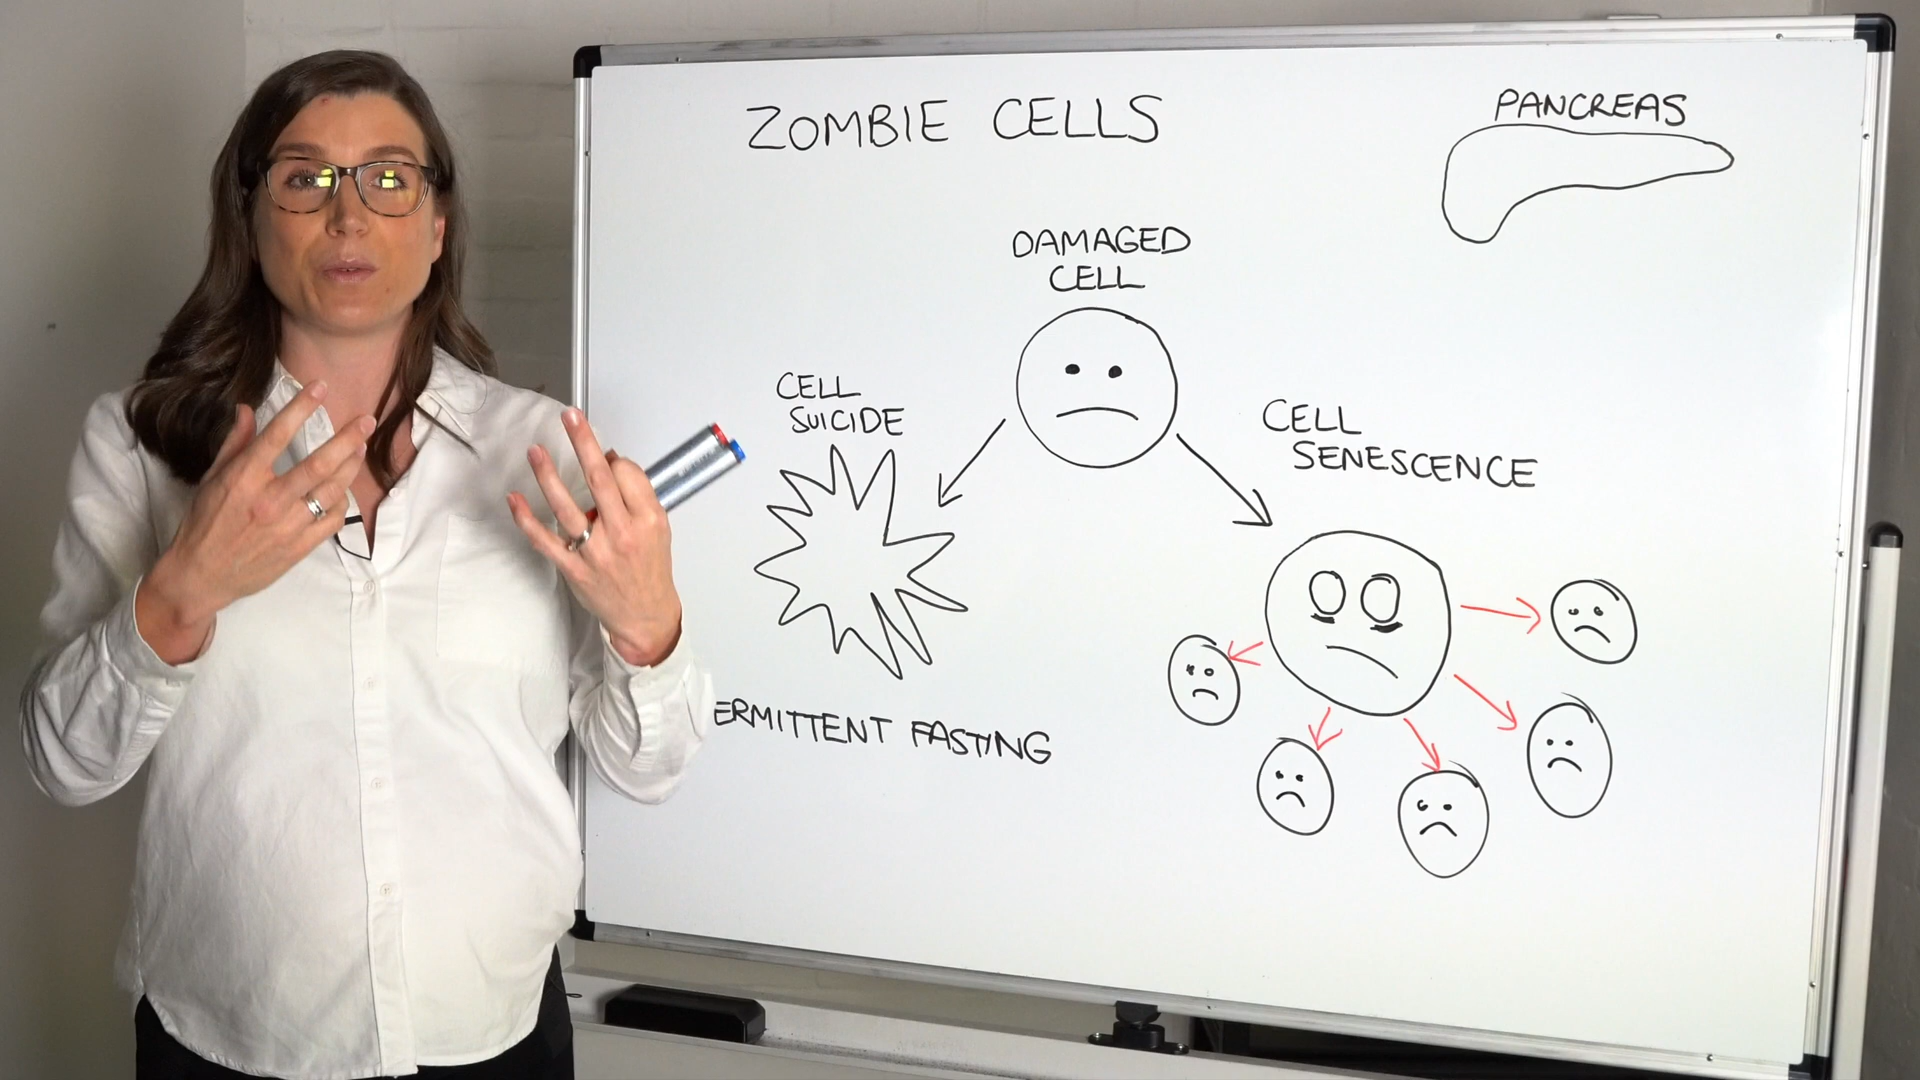 ZOMBIE CELLS
PANCREAS
DAMAGED
CELL
CELL
SUICIDE
CELL
SENESCENCE
ERMITTENT FASTING